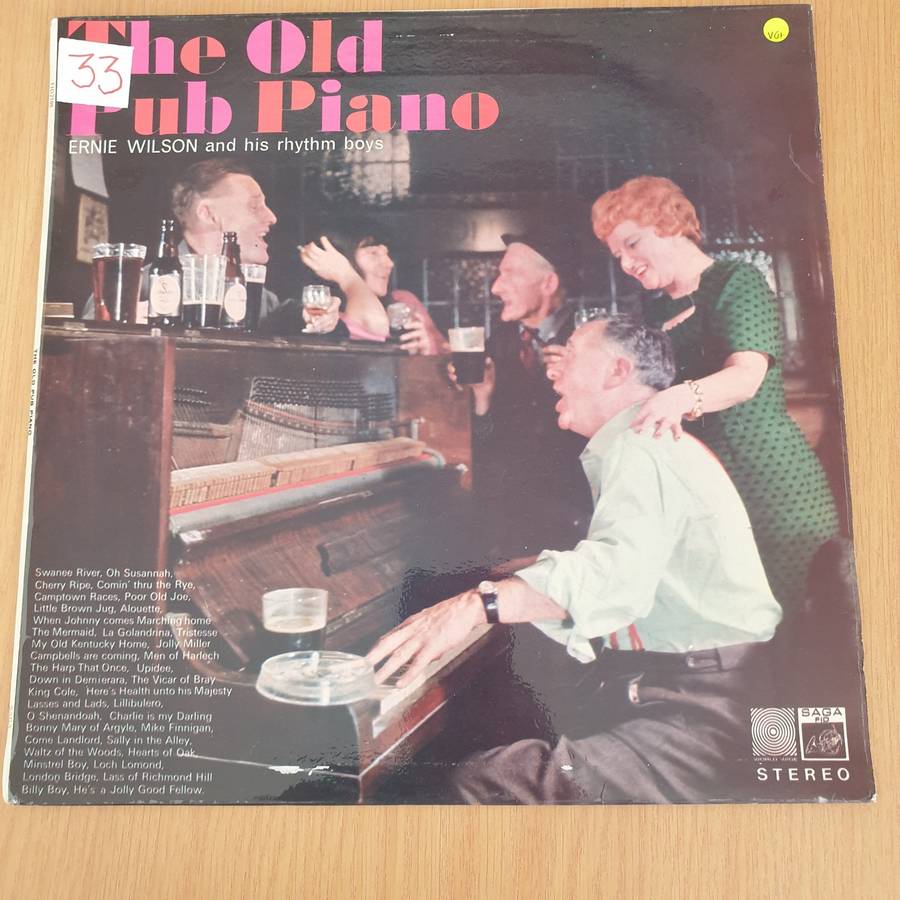 The Old
33
Pub Piano
ERNIE WILSON and his rhythm boys
VG+
THE OLD PUB PIANO
Swanee River, Oh Susannah,
Cherry Ripe, Comin' thru the Rye,
Camptown Races, Poor Old Joe,
Little Brown Jug, Alouette,
When Johnny comes Marching home
The Mermaid, La Golandrina, Tristesse
My Old Kentucky Home, Jolly Miller
Campbells are coming, Men of Harlech
The Harp That Once, Upidee,
Down in Demierara, The Vicar of Bray
King Cole, Here's Health unto his Majesty
Lasses and Lads, Lillibulero,
O Shenandoah, Charlie is my Darling
Bonny Mary of Argyle, Mike Finnigan,
Come Landlord, Sally in the Alley,
Waltz of the Woods, Hearts of Oak,
Minstrel Boy, Loch Lomond,
London Bridge, Lass of Richmond Hill
Billy Boy, He's a Jolly Good Fellow.
SAGA
FID
WORLD WIDE
STEREO